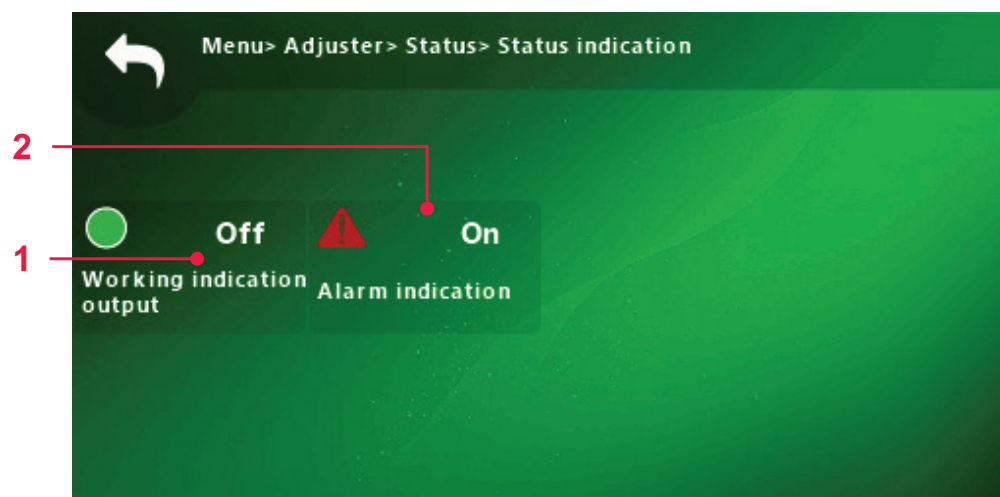 Menu> Adjuster> Status> Status indication
2
Off
On
1
Working indication
output
Alarm indication